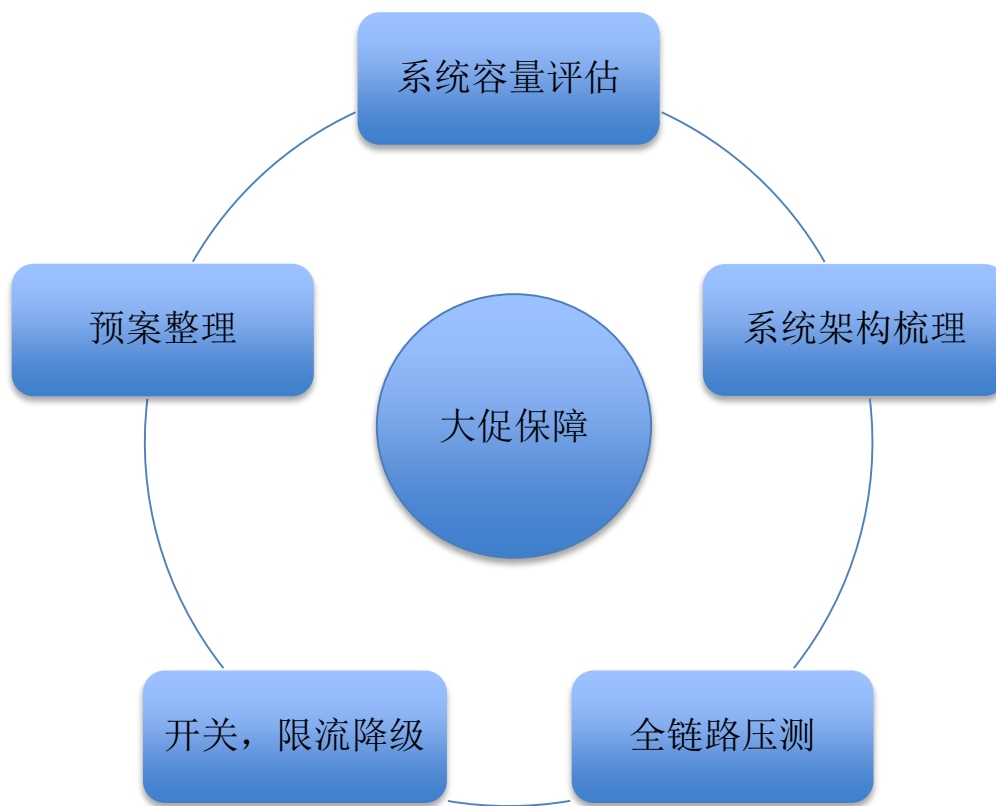 系统容量评估
预案整理
系统架构梳理
大促保障
开关，限流降级
全链路压测